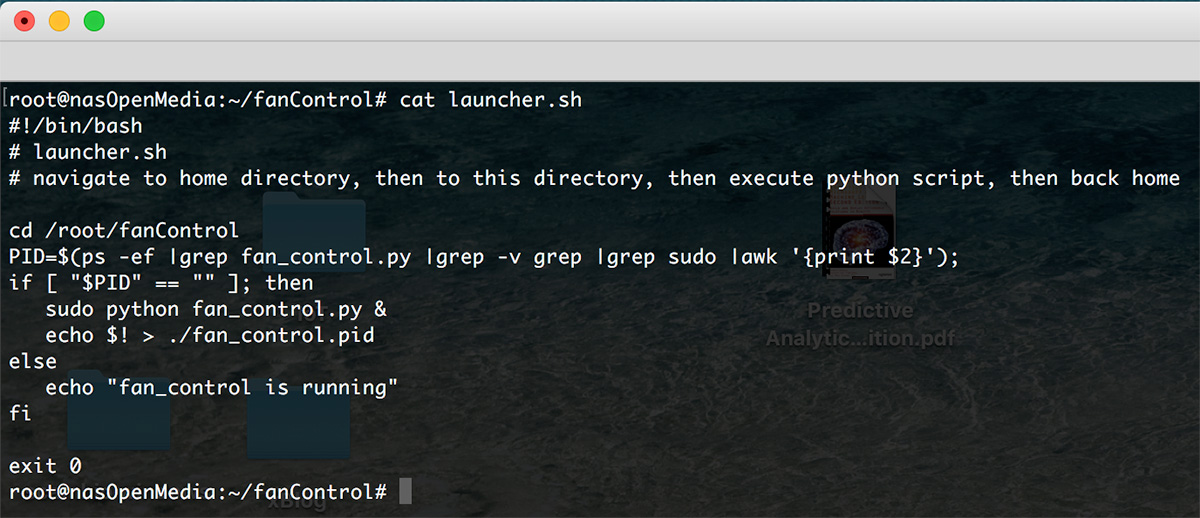 [root@nasOpenMedia:~/fanControl# cat launcher.sh
#!/bin/bash
# launcher.sh
# navigate to home directory, then to this directory, then execute python script, then back home
cd /root/fanControl
PID=$(ps -ef |grep fan_control.py |grep -v grep |grep sudo |awk '{print $2}');
if [ "$PID" == "" ]; then
   sudo python fan_control.py &
   echo $! > ./fan_control.pid
else
   echo "fan_control is running"
fi
exit 0
root@nasOpenMedia:~/fanControl#
Predictive
Analytic...ition.pdf
xBlog